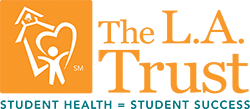 The L.A.
Trust
SM
STUDENT HEALTH = STUDENT SUCCESS